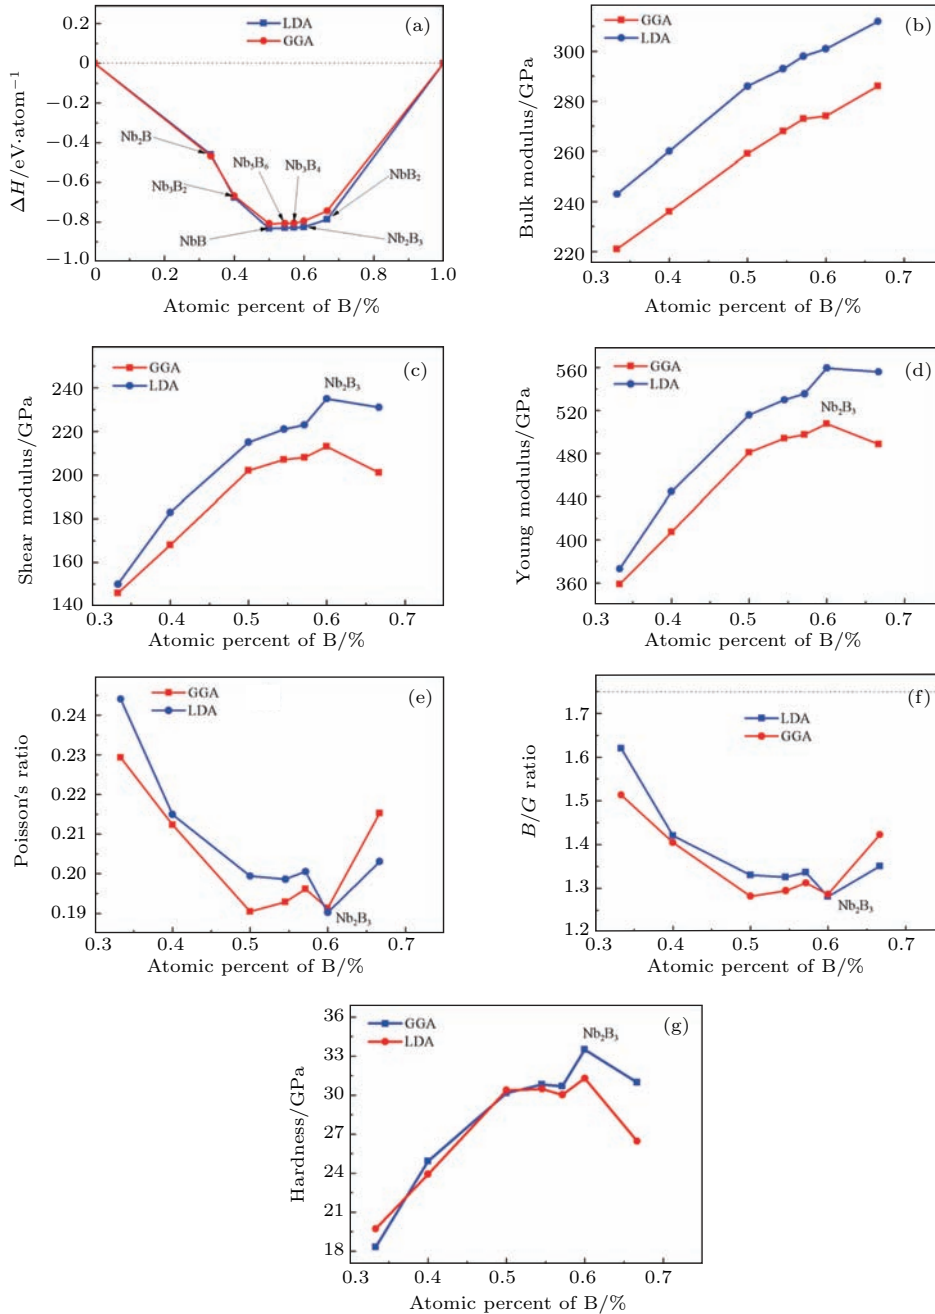 (a)
LDA
GGA
ΔH/eV·atom⁻¹
0.2
0
−0.2
−0.4
−0.6
−0.8
−1.0
Nb₂B
Nb₃B₂
NbB
Nb₅B₆
Nb₃B₄
NbB₂
Nb₂B₃
0 0.2 0.4 0.6 0.8 1.0
Atomic percent of B/%
(b)
GGA
LDA
Bulk modulus/GPa
300
280
260
240
220
0.3 0.4 0.5 0.6 0.7
Atomic percent of B/%
(c)
GGA
LDA
Nb₂B₃
Shear modulus/GPa
240
220
200
180
160
140
0.3 0.4 0.5 0.6 0.7
Atomic percent of B/%
(d)
GGA
LDA
Nb₂B₃
Young modulus/GPa
560
520
480
440
400
360
0.3 0.4 0.5 0.6 0.7
Atomic percent of B/%
(e)
GGA
LDA
Nb₂B₃
Poisson's ratio
0.24
0.23
0.22
0.21
0.20
0.19
0.3 0.4 0.5 0.6 0.7
Atomic percent of B/%
(f)
LDA
GGA
Nb₂B₃
B/G ratio
1.7
1.6
1.5
1.4
1.3
1.2
0.3 0.4 0.5 0.6 0.7
Atomic percent of B/%
(g)
GGA
LDA
Nb₂B₃
Hardness/GPa
36
33
30
27
24
21
18
0.3 0.4 0.5 0.6 0.7
Atomic percent of B/%